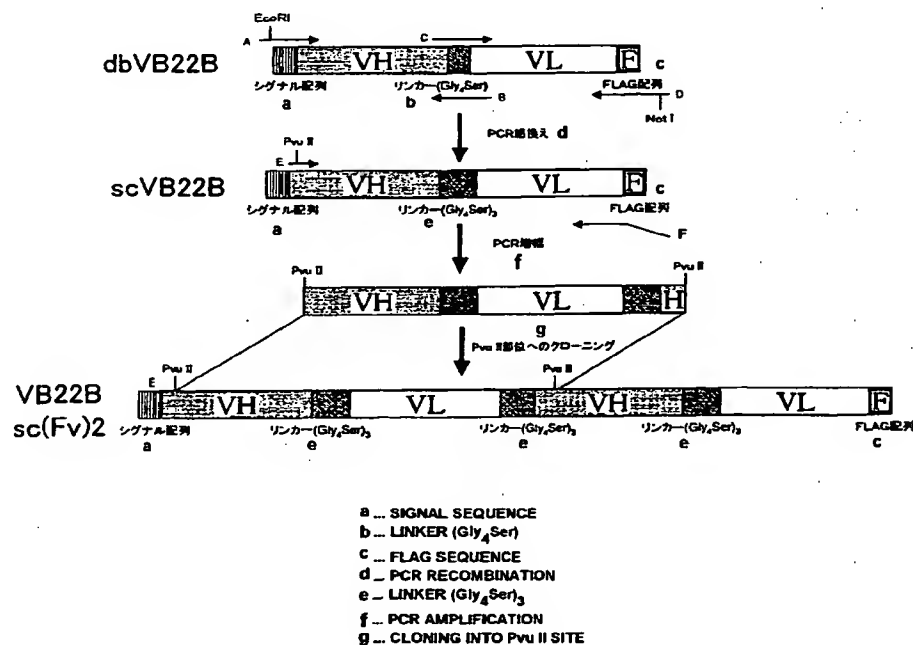 EcoRI
A
C
dbVB22B
VH
VL
F
c
シグナル配列
リンカー(Gly4Ser)
FLAG配列
a
b
B
D
Not I
PCR組換え d
Pvu II
E
scVB22B
VH
VL
F
c
シグナル配列
リンカー(Gly4Ser)3
FLAG配列
a
e
F
PCR増幅
f
Pvu II
Pvu II
VH
VL
H
g
Pvu II部位へのクローニング
E
Pvu II
Pvu II
VB22B
sc(Fv)2
VH
VL
VH
VL
F
シグナル配列
リンカー(Gly4Ser)3
リンカー(Gly4Ser)3
リンカー(Gly4Ser)3
FLAG配列
a
e
e
e
c
a ... SIGNAL SEQUENCE
b ... LINKER (Gly4Ser)
c ... FLAG SEQUENCE
d ... PCR RECOMBINATION
e ... LINKER (Gly4Ser)3
f ... PCR AMPLIFICATION
g ... CLONING INTO Pvu II SITE